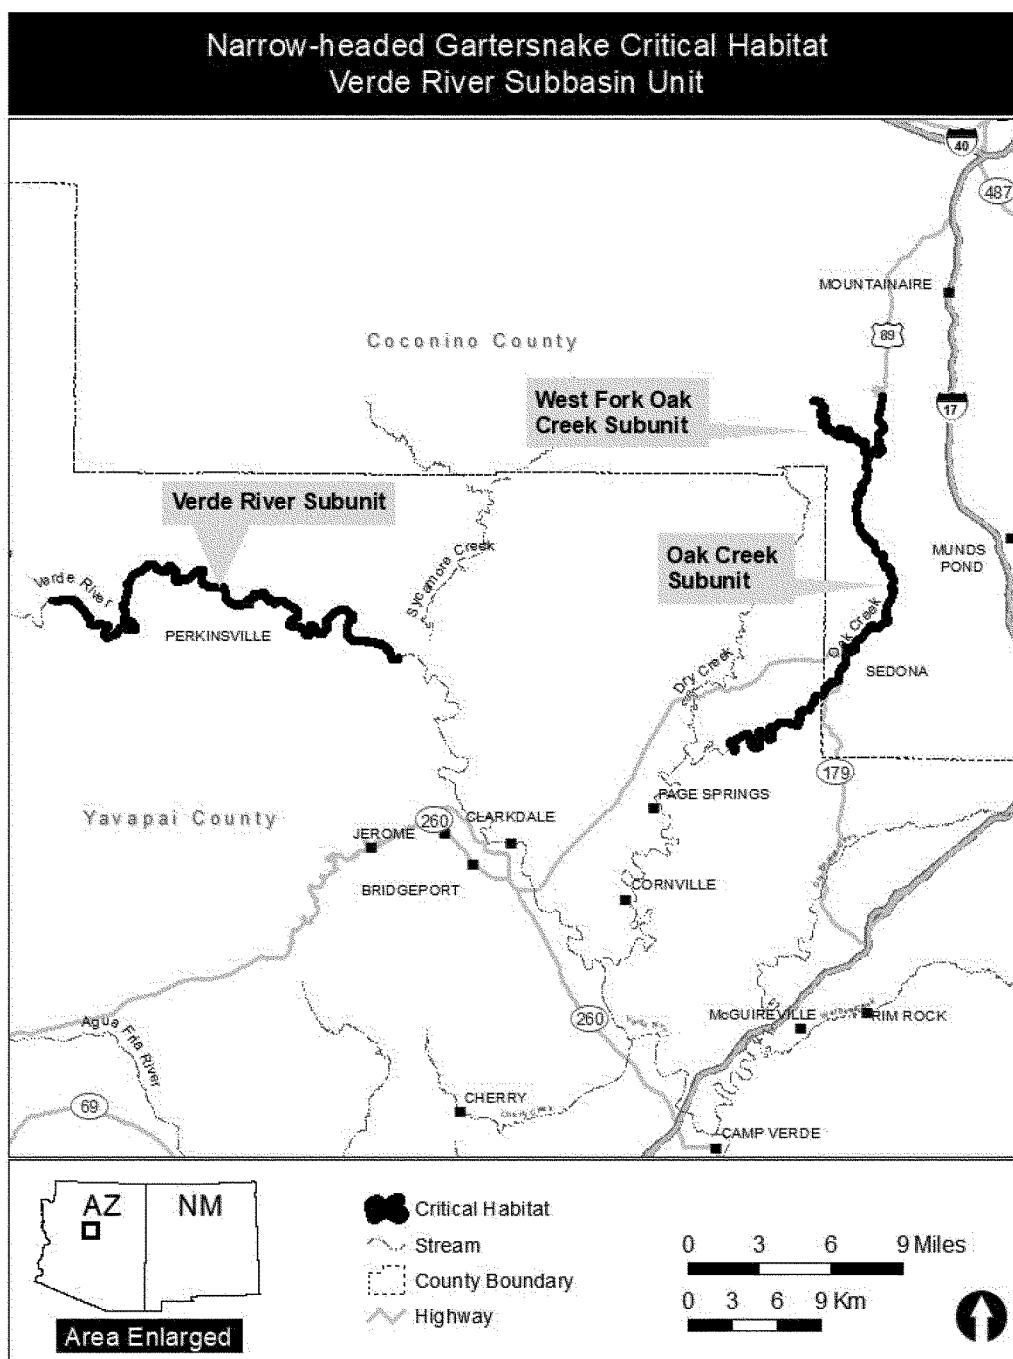 Narrow-headed Gartersnake Critical Habitat
Verde River Subbasin Unit
40
487
MOUNTAINAIRE
89
Coconino County
West Fork Oak
Creek Subunit
17
Verde River Subunit
Oak Creek
Subunit
MUNDS
POND
Sycamore Creek
Verde River
PERKINSVILLE
Oak Creek
SEDONA
Dry Creek
179
PAGE SPRINGS
Yavapai County
260
CLARKDALE
JEROME
BRIDGEPORT
CORNVILLE
260
McGUIREVILLE
RIM ROCK
Agua Fria
River
69
CHERRY
CAMP VERDE
AZ
NM
Area Enlarged
Critical Habitat
Stream
County Boundary
Highway
0 3 6 9 Miles
0 3 6 9 Km